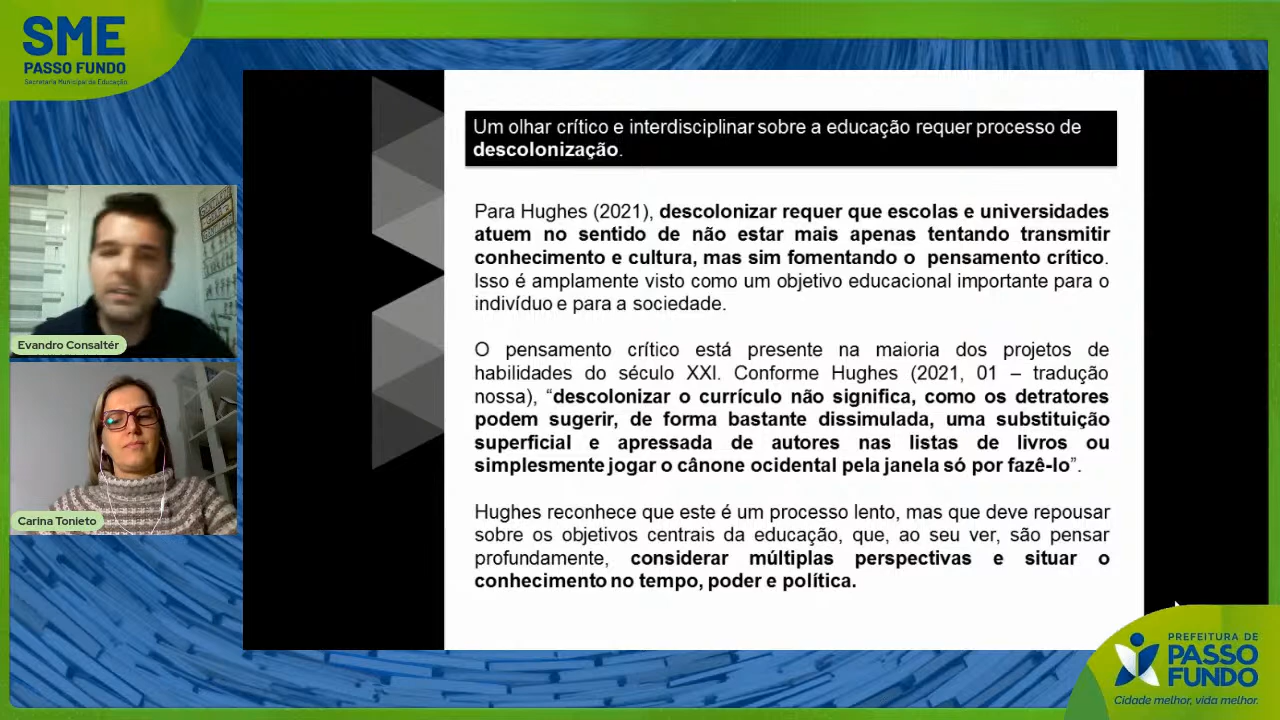 SME
PASSO FUNDO
Secretaria Municipal de Educação
Um olhar crítico e interdisciplinar sobre a educação requer processo de
descolonização.
Para Hughes (2021), descolonizar requer que escolas e universidades
atuem no sentido de não estar mais apenas tentando transmitir
conhecimento e cultura, mas sim fomentando o pensamento crítico.
Isso é amplamente visto como um objetivo educacional importante para o
indivíduo e para a sociedade.
O pensamento crítico está presente na maioria dos projetos de
habilidades do século XXI. Conforme Hughes (2021, 01 – tradução
nossa), “descolonizar o currículo não significa, como os detratores
podem sugerir, de forma bastante dissimulada, uma substituição
superficial e apressada de autores nas listas de livros ou
simplesmente jogar o cânone ocidental pela janela só por fazê-lo”.
Hughes reconhece que este é um processo lento, mas que deve repousar
sobre os objetivos centrais da educação, que, ao seu ver, são pensar
profundamente, considerar múltiplas perspectivas e situar o
conhecimento no tempo, poder e política.
Evandro Consaltér
Carina Tonieto
PREFEITURA DE
PASSO
FUNDO
Cidade melhor, vida melhor.